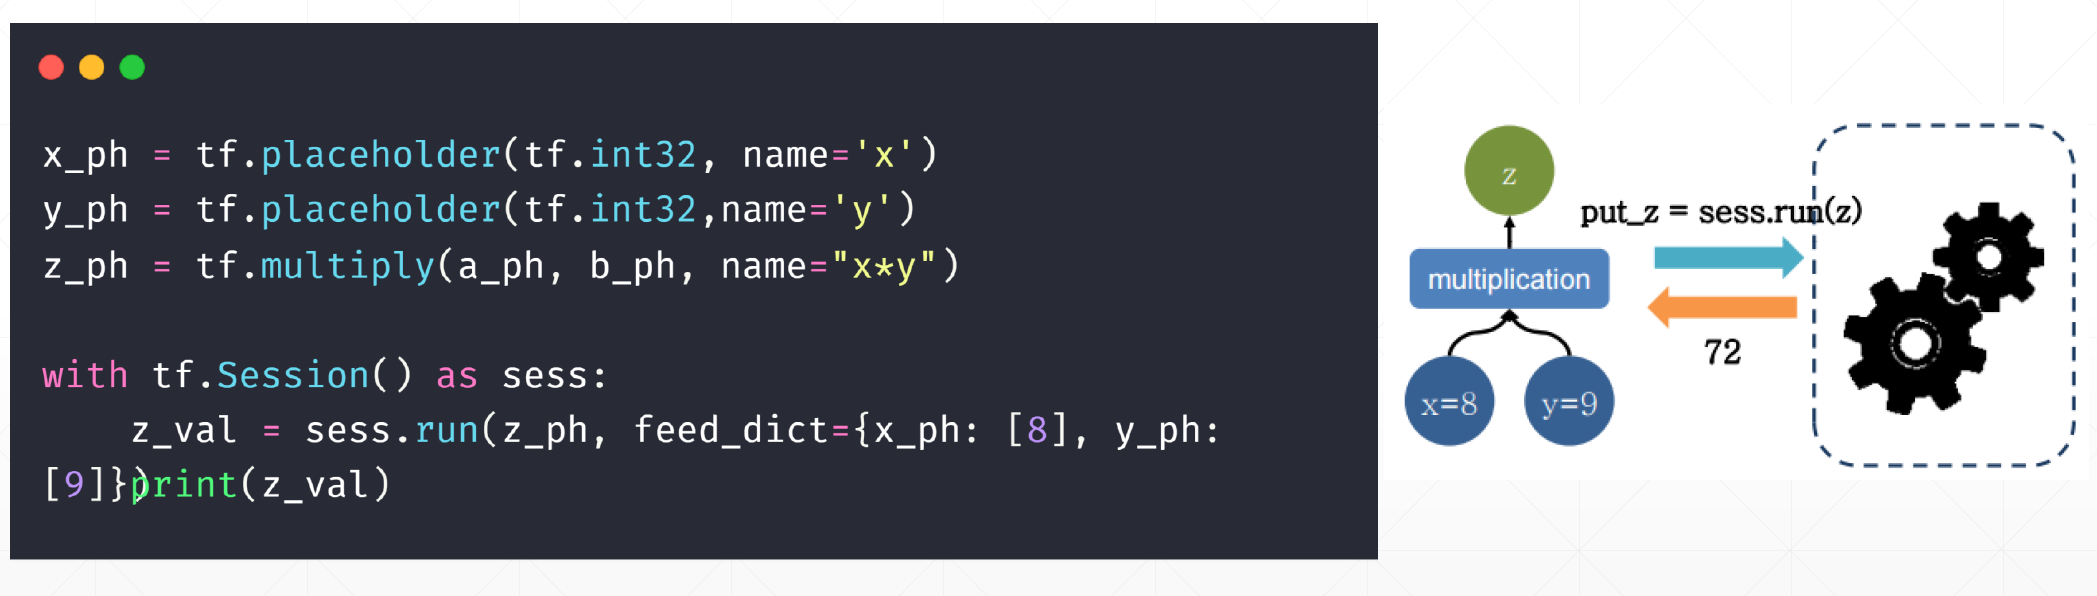 x_ph = tf.placeholder(tf.int32, name='x')
y_ph = tf.placeholder(tf.int32,name='y')
z_ph = tf.multiply(a_ph, b_ph, name="x*y")
with tf.Session() as sess:
    z_val = sess.run(z_ph, feed_dict={x_ph: [8], y_ph:
[9]})print(z_val)
z
put_z = sess.run(z)
multiplication
72
x=8
y=9